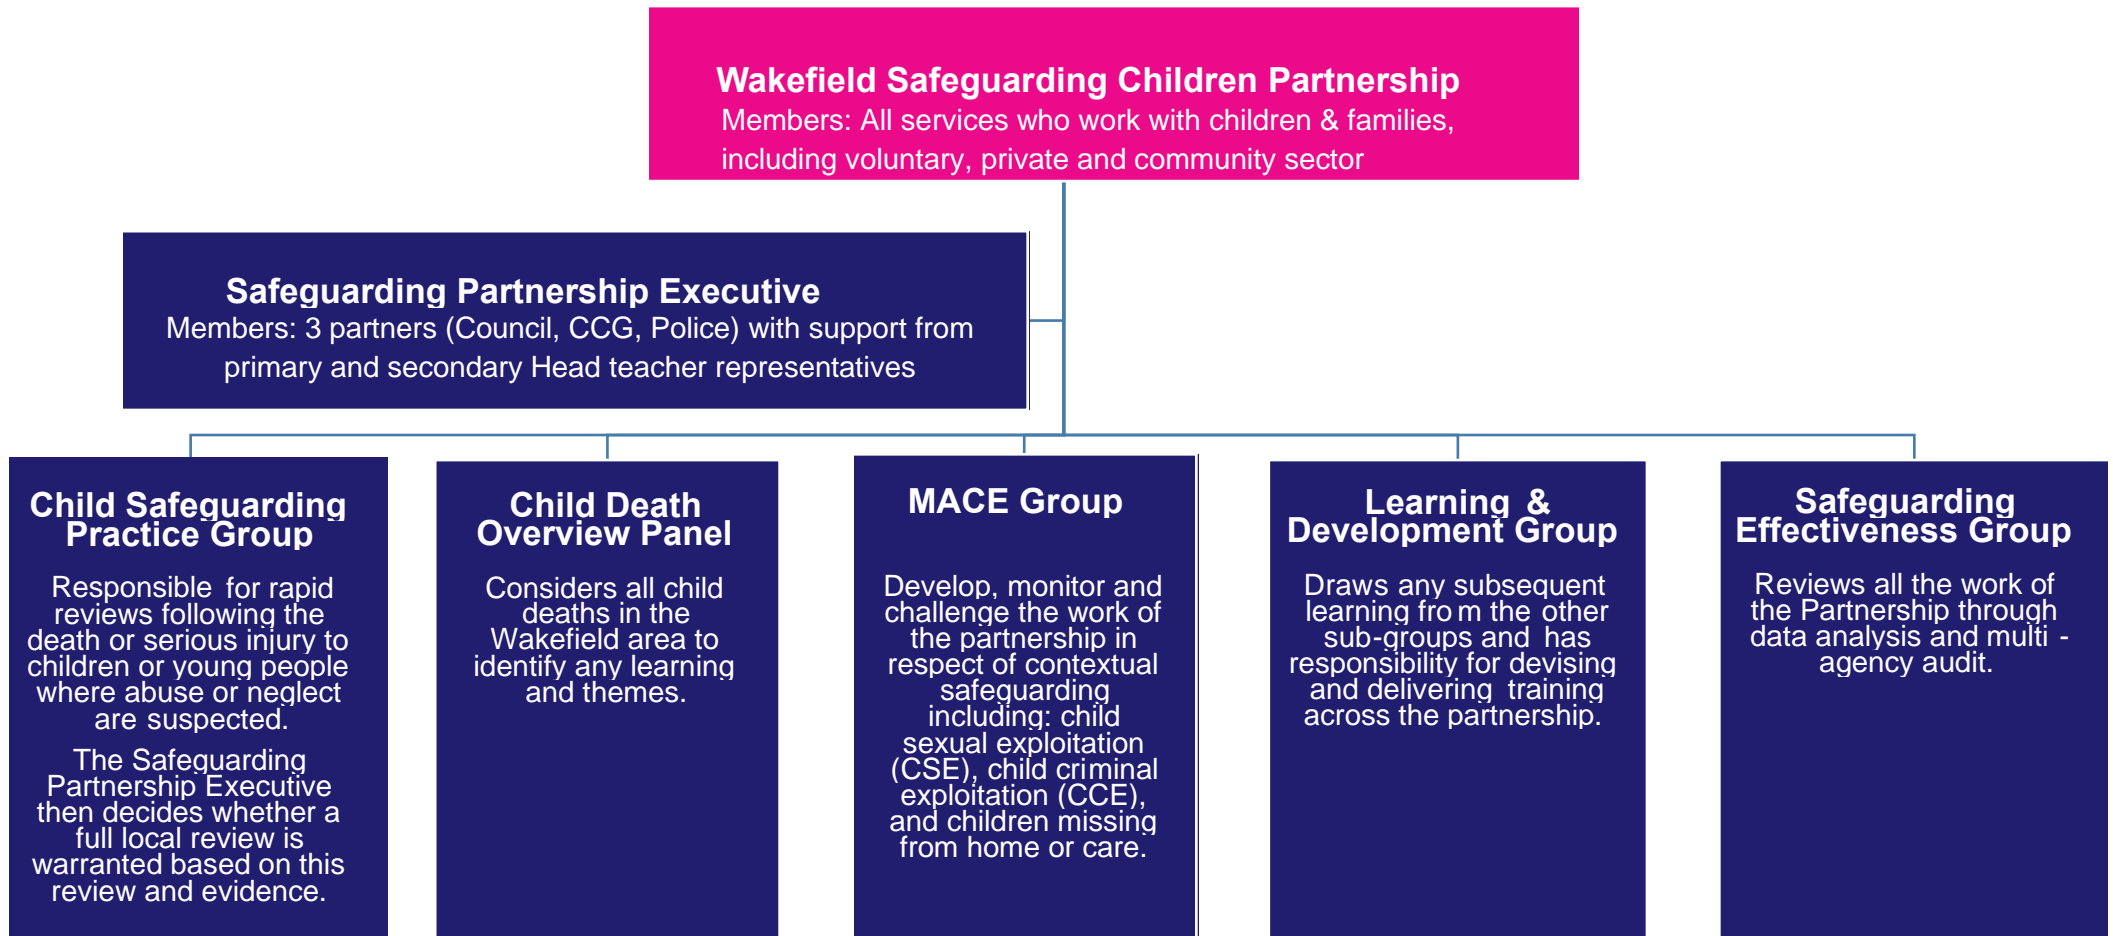 Wakefield Safeguarding Children Partnership
Members: All services who work with children & families,
including voluntary, private and community sector
Safeguarding Partnership Executive
Members: 3 partners (Council, CCG, Police) with support from
primary and secondary Head teacher representatives
Child Safeguarding
Practice Group
Responsible for rapid
reviews following the
death or serious injury to
children or young people
where abuse or neglect
are suspected.
The Safeguarding
Partnership Executive
then decides whether a
full local review is
warranted based on this
review and evidence.
Child Death
Overview Panel
Considers all child
deaths in the
Wakefield area to
identify any learning
and themes.
MACE Group
Develop, monitor and
challenge the work of
the partnership in
respect of contextual
safeguarding
including: child
sexual exploitation
(CSE), child criminal
exploitation (CCE),
and children missing
from home or care.
Learning &
Development Group
Draws any subsequent
learning from the other
sub-groups and has
responsibility for devising
and delivering training
across the partnership.
Safeguarding
Effectiveness Group
Reviews all the work of
the Partnership through
data analysis and multi -
agency audit.